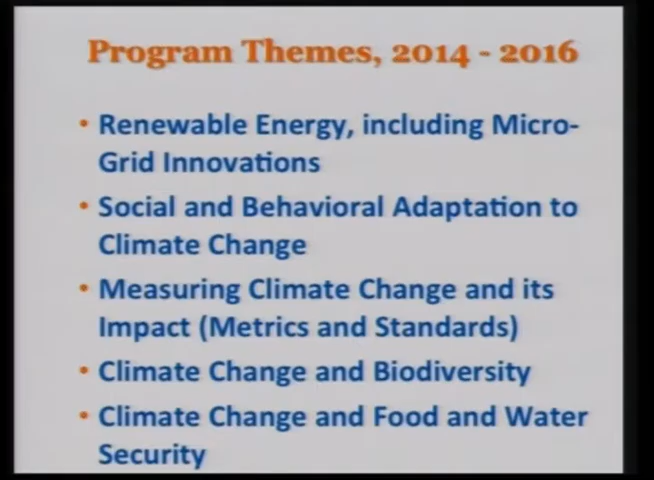 Program Themes, 2014 - 2016
• Renewable Energy, including Micro-
Grid Innovations
• Social and Behavioral Adaptation to
Climate Change
• Measuring Climate Change and its
Impact (Metrics and Standards)
• Climate Change and Biodiversity
• Climate Change and Food and Water
Security